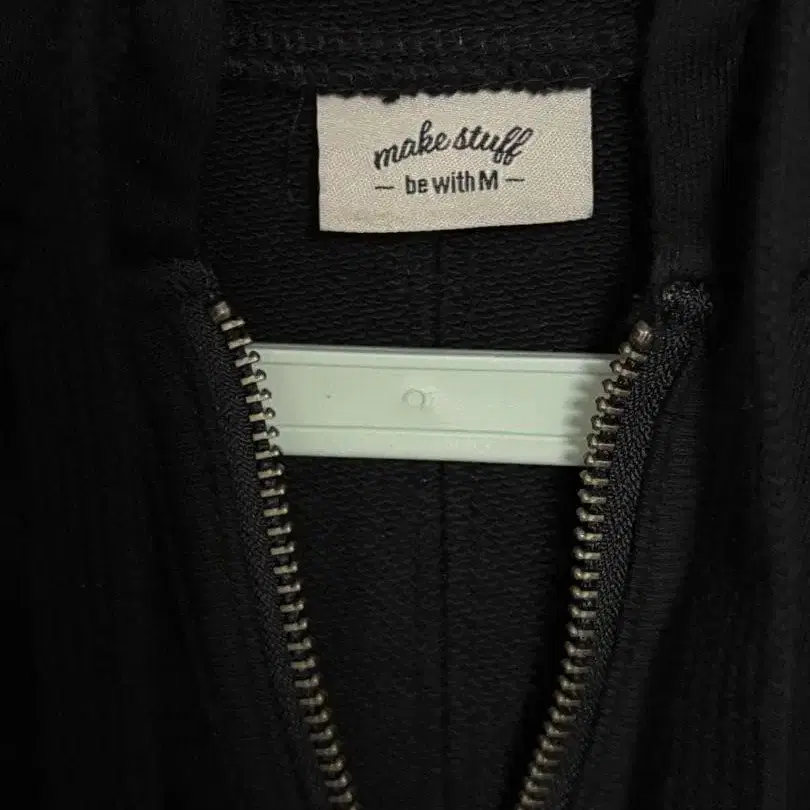 make stuff
— be with M —